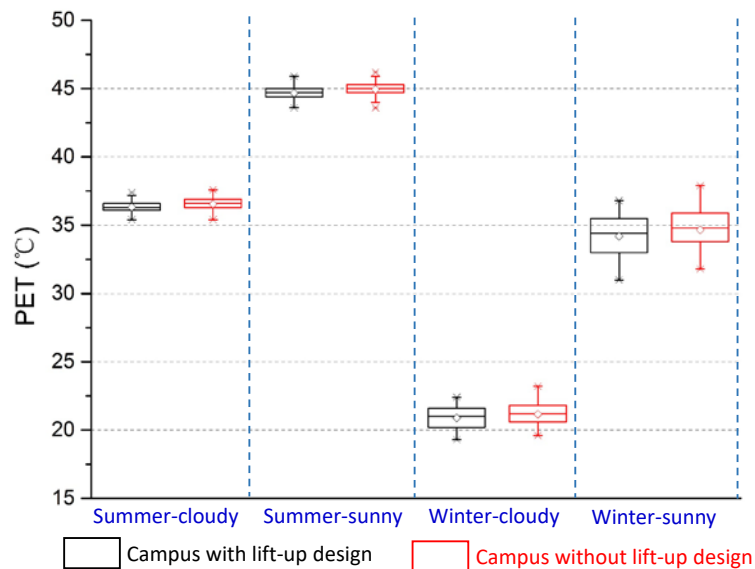 50
45
40
35
30
25
20
15
PET (℃)
Summer-cloudy Summer-sunny Winter-cloudy Winter-sunny
Campus with lift-up design Campus without lift-up design